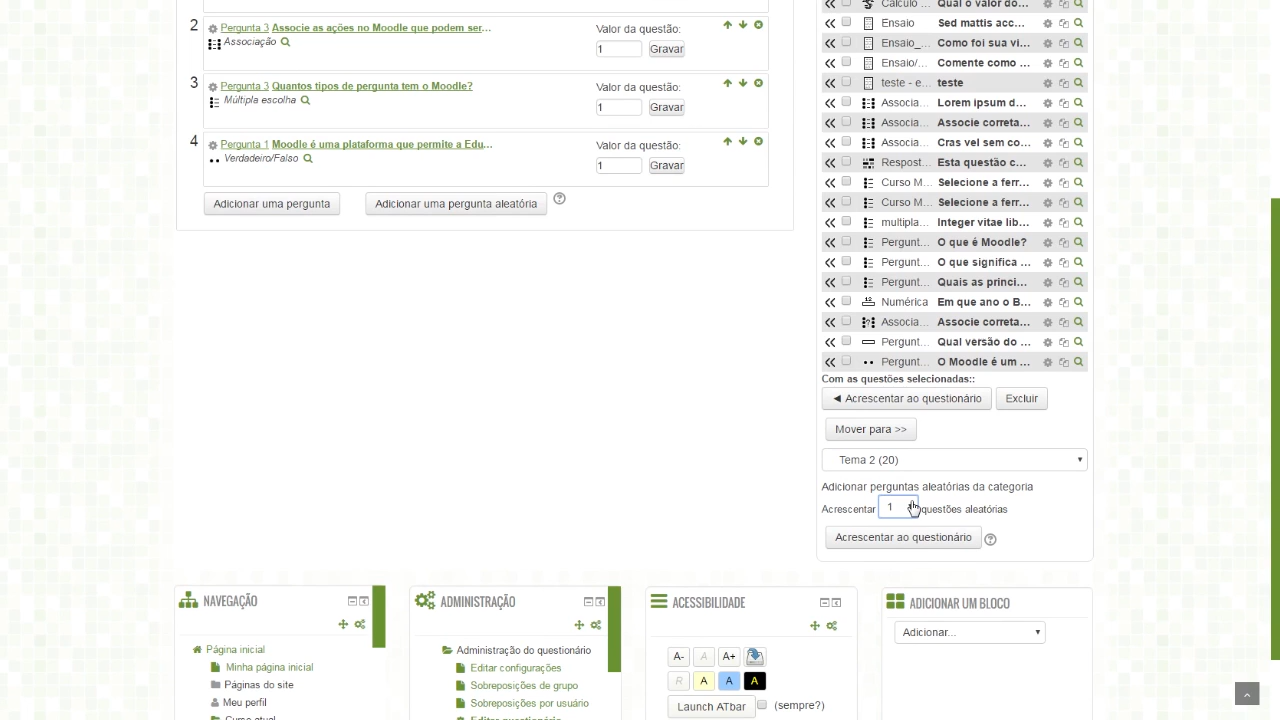 2
Pergunta 3 Associe as ações no Moodle que podem ser...
Associação
Valor da questão:
1 Gravar
3
Pergunta 3 Quantos tipos de pergunta tem o Moodle?
Múltipla escolha
Valor da questão:
1 Gravar
4
Pergunta 1 Moodle é uma plataforma que permite a Edu...
Verdadeiro/Falso
Valor da questão:
1 Gravar
Adicionar uma pergunta Adicionar uma pergunta aleatória
Cálculo Qual o valor do...
Ensaio Sed mattis acc...
Ensaio_... Como foi sua vi...
Ensaio/... Comente como ...
teste - e... teste
Associa... Lorem ipsum d...
Associa... Associe correta...
Associa... Cras vel sem co...
Respost... Esta questão c...
Curso M... Selecione a ferr...
Curso M... Selecione a ferr...
multipla... Integer vitae lib...
Pergunt... O que é Moodle?
Pergunt... O que significa ...
Pergunt... Quais as princi...
Numérica Em que ano o B...
Associa... Associe correta...
Pergunt... Qual versão do ...
Pergunt... O Moodle é um ...
Com as questões selecionadas::
◄ Acrescentar ao questionário Excluir
Mover para >>
Tema 2 (20)
Adicionar perguntas aleatórias da categoria
Acrescentar 1 questões aleatórias
Acrescentar ao questionário
NAVEGAÇÃO
Página inicial
Minha página inicial
Páginas do site
Meu perfil
Curso atual
ADMINISTRAÇÃO
Administração do questionário
Editar configurações
Sobreposições de grupo
Sobreposições por usuário
Editar questionário
ACESSIBILIDADE
A- A A+
R A A A
Launch ATbar (sempre?)
ADICIONAR UM BLOCO
Adicionar...